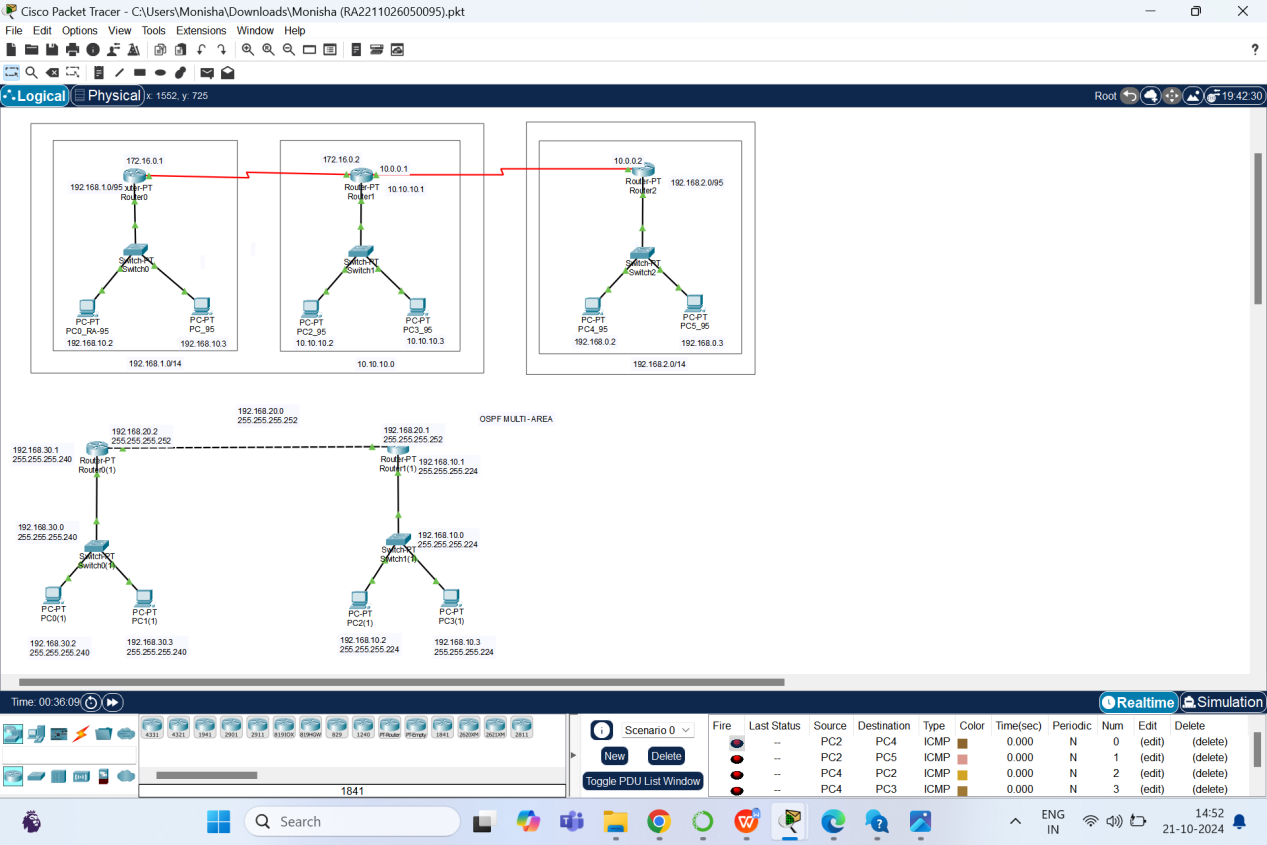 Cisco Packet Tracer - C:\Users\Monisha\Downloads\Monisha (RA2211026050095).pkt
File Edit Options View Tools Extensions Window Help
?
Logical Physical x: 1552, y: 725 Root 19:42:30
172.16.0.1
192.168.1.0/95
Router0
Switch-PT
Switch0
PC-PT
PC0_RA-95
192.168.10.2
PC-PT
PC_95
192.168.10.3
192.168.1.0/14
172.16.0.2
10.0.0.1
Router-PT
Router1
10.10.10.1
Switch-PT
Switch1
PC-PT
PC2_95
10.10.10.2
PC-PT
PC3_95
10.10.10.3
10.10.10.0
10.0.0.2
Router-PT
Router2
192.168.2.0/95
Switch-PT
Switch2
PC-PT
PC4_95
192.168.0.2
PC-PT
PC5_95
192.168.0.3
192.168.2.0/14
192.168.20.0
255.255.255.252
OSPF MULTI-AREA
192.168.20.2
255.255.255.252
192.168.30.1
255.255.255.240
Router-PT
Router0(1)
192.168.30.0
255.255.255.240
Switch-PT
Switch0(1)
PC-PT
PC0(1)
192.168.30.2
255.255.255.240
PC-PT
PC1(1)
192.168.30.3
255.255.255.240
192.168.20.1
255.255.255.252
Router-PT
Router1(1)
192.168.10.1
255.255.255.224
192.168.10.0
255.255.255.224
Switch-PT
Switch1(1)
PC-PT
PC2(1)
192.168.10.2
255.255.255.224
PC-PT
PC3(1)
192.168.10.3
255.255.255.224
Time: 00:36:09 Realtime Simulation
4331 4321 1941 2901 2911 819IOX 819HGW 829 1240 PT-Router PT-Empty 1841 2620XM 2621XM 2811
1841
Scenario 0
New Delete
Toggle PDU List Window
Fire Last Status Source Destination Type Color Time(sec) Periodic Num Edit Delete
-- PC2 PC4 ICMP 0.000 N 0 (edit) (delete)
-- PC2 PC5 ICMP 0.000 N 1 (edit) (delete)
-- PC4 PC2 ICMP 0.000 N 2 (edit) (delete)
-- PC4 PC3 ICMP 0.000 N 3 (edit) (delete)
Search
ENG
IN
14:52
21-10-2024